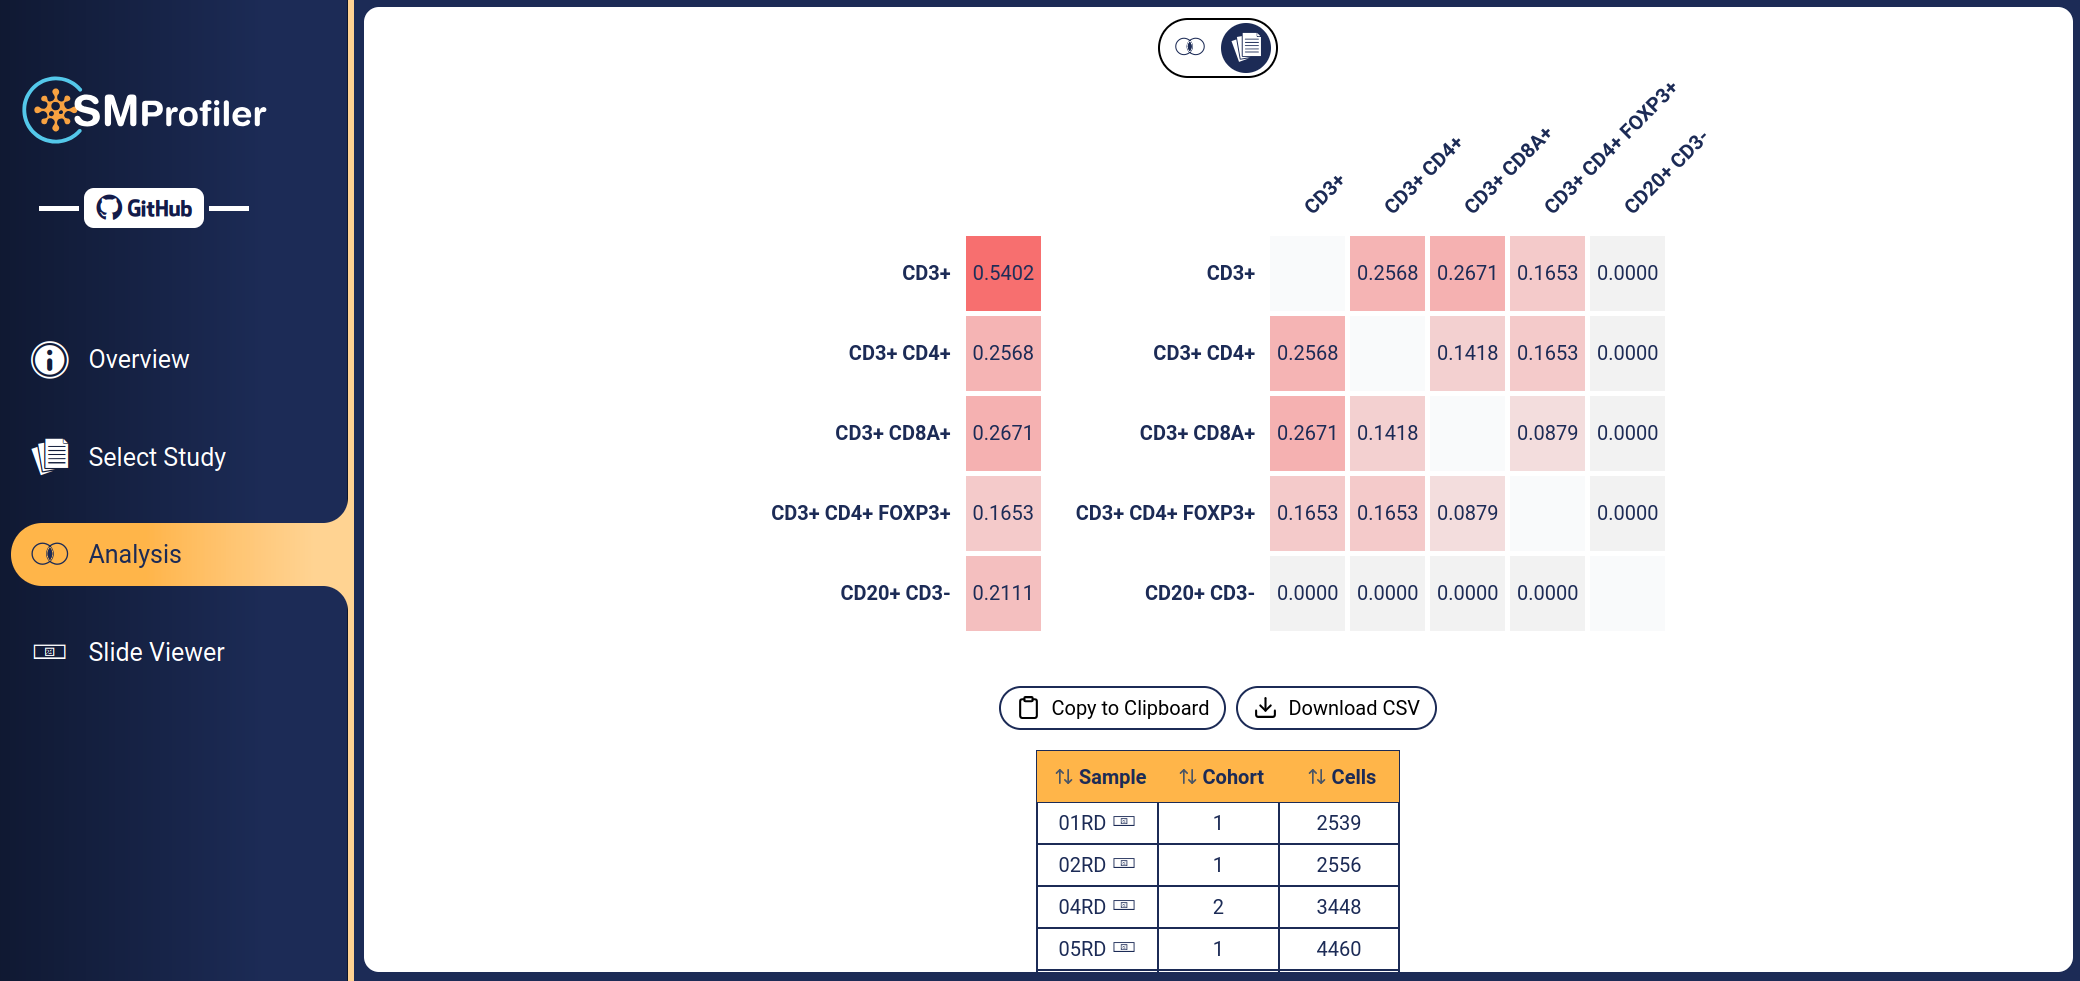 SMProfiler
GitHub
Overview
Select Study
Analysis
Slide Viewer
CD3+ CD3+ CD4+ CD3+ CD8A+ CD3+ CD4+ FOXP3+ CD20+ CD3-
CD3+ 0.5402 CD3+ 0.2568 0.2671 0.1653 0.0000
CD3+ CD4+ 0.2568 CD3+ CD4+ 0.2568 0.1418 0.1653 0.0000
CD3+ CD8A+ 0.2671 CD3+ CD8A+ 0.2671 0.1418 0.0879 0.0000
CD3+ CD4+ FOXP3+ 0.1653 CD3+ CD4+ FOXP3+ 0.1653 0.1653 0.0879 0.0000
CD20+ CD3- 0.2111 CD20+ CD3- 0.0000 0.0000 0.0000 0.0000
Copy to Clipboard Download CSV
Sample Cohort Cells
01RD 1 2539
02RD 1 2556
04RD 2 3448
05RD 1 4460